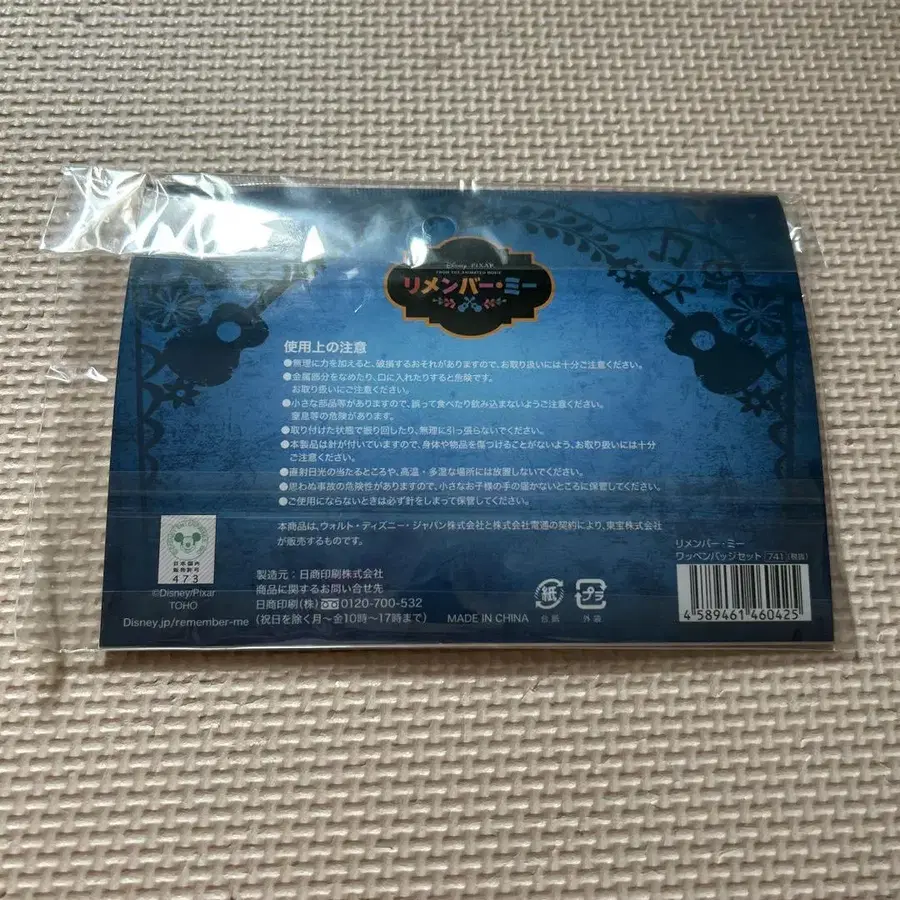 Disney PIXAR
FROM THE ANIMATED MOVIE
リメンバー・ミー
使用上の注意
●無理に力を加えると、破損するおそれがありますので、お取り扱いには十分ご注意ください。
●金属部分をなめたり、口に入れたりすると危険です。
お取り扱いにご注意ください。
●小さな部品等がありますので、誤って食べたり飲み込まないようご注意ください。
窒息等の危険があります。
●取り付けた状態で振り回したり、無理に引っ張らないでください。
●本製品は針が付いていますので、身体や物品を傷つけることがないよう、お取り扱いには十分
ご注意ください。
●直射日光の当たるところや、高温・多湿な場所には放置しないでください。
●思わぬ事故の危険性がありますので、小さなお子様の手の届かないところに保管してください。
●ご使用にならないときは必ず針をしまって保管してください。
本商品は、ウォルト・ディズニー・ジャパン株式会社と株式会社電通の契約により、東宝株式会社
が販売するものです。
日本国内
販売許可
473
©Disney/Pixar
TOHO
Disney.jp/remember-me
製造元:日商印刷株式会社
商品に関するお問い合せ先
日商印刷(株) 0120-700-532
(祝日を除く月〜金10時〜17時まで)
MADE IN CHINA
紙
台紙
プラ
外袋
リメンバー・ミー
ワッペンバッジセット 741 (税抜)
4 589461 460425